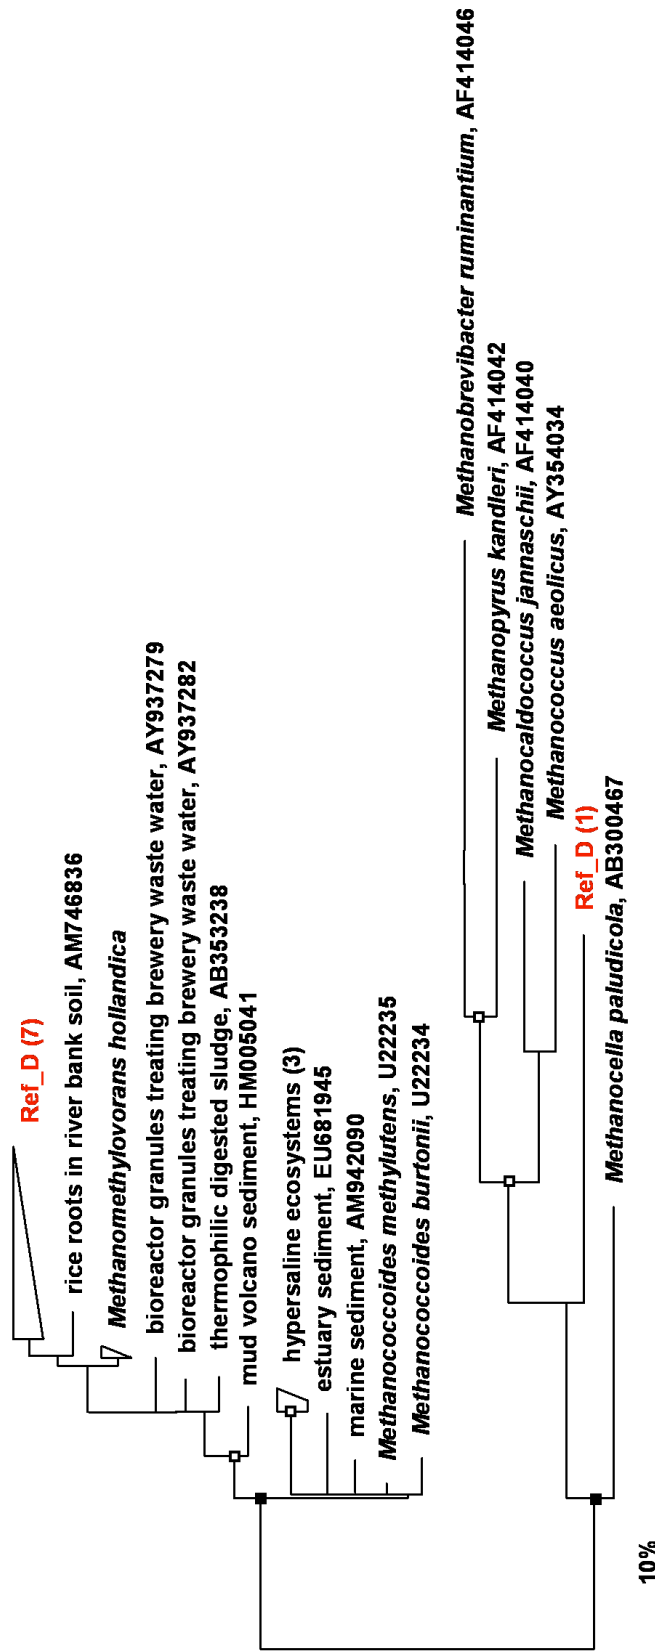 Ref_D (7)
rice roots in river bank soil, AM746836
Methanomethylovorans hollandica
bioreactor granules treating brewery waste water, AY937279
bioreactor granules treating brewery waste water, AY937282
thermophilic digested sludge, AB353238
mud volcano sediment, HM005041
hypersaline ecosystems (3)
estuary sediment, EU681945
marine sediment, AM942090
Methanococcoides methylutens, U22235
Methanococcoides burtonii, U22234
Methanobrevibacter ruminantium, AF414046
Methanopyrus kandleri, AF414042
Methanocaldococcus jannaschii, AF414040
Methanococcus aeolicus, AY354034
Ref_D (1)
Methanocella paludicola, AB300467
10%